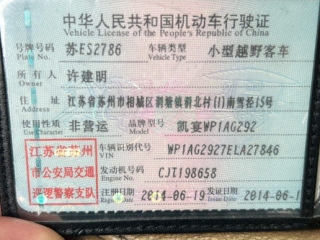 中华人民共和国机动车行驶证
Vehicle License of the People's Republic of China
号牌号码 苏ES2786 车辆类型 小型越野客车
Plate No. Vehicle Type
所有人 许建明
Owner
住址 江苏省苏州市相城区 镇 北村(1)南 径15号
Address
使用性质 非营运 品牌型号 凯宴WP1AG292
Use Character Model
江苏省苏州 车辆识别代号 WP1AG2927ELA27846
VIN
市公安局交通 发动机号码 CJT198658
Engine No.
巡逻警察支队 注册日期 2014-06-19 发证日期 2014-06-19
Register Date Issue Date